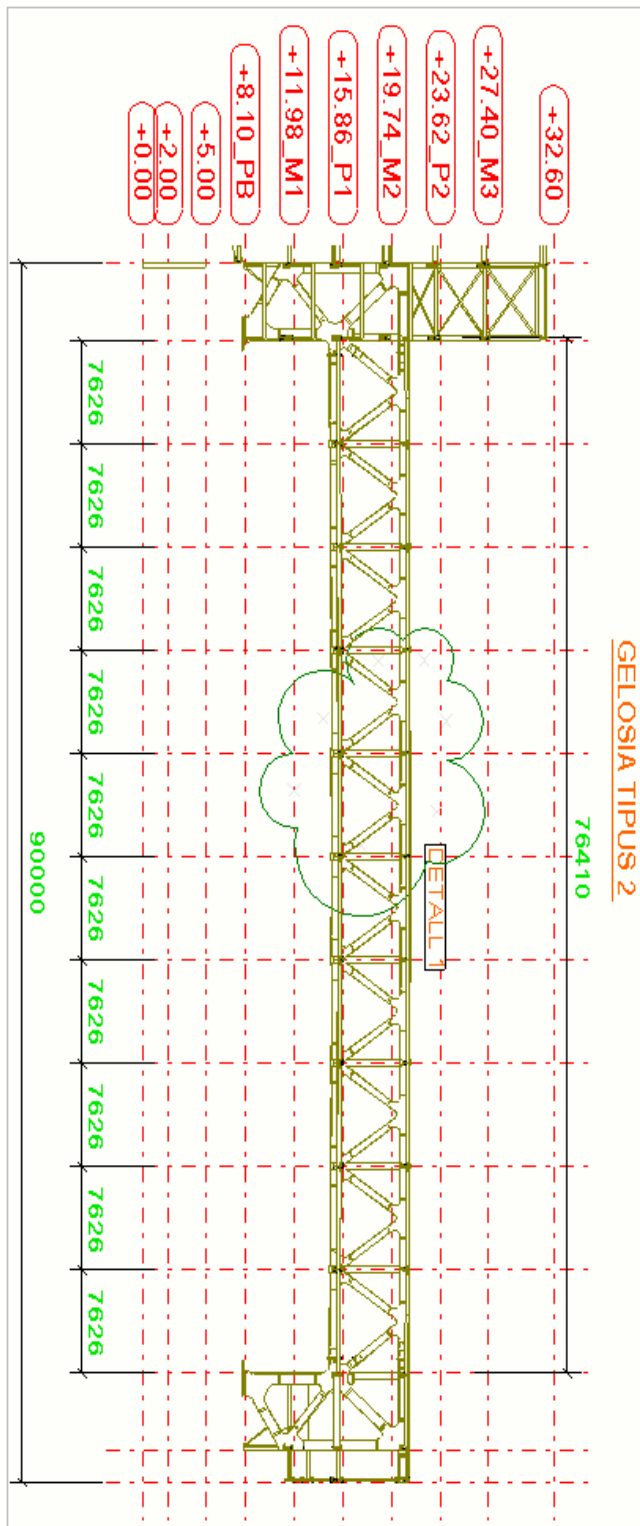 GELOSIA TIPUS 2
+32.60
+27.40_M3
+23.62_P2
+19.74_M2
+15.86_P1
+11.98_M1
+8.10_PB
+5.00
+2.00
+0.00
76410
DETALL 1
7626
7626
7626
7626
7626
7626
7626
7626
7626
7626
90000